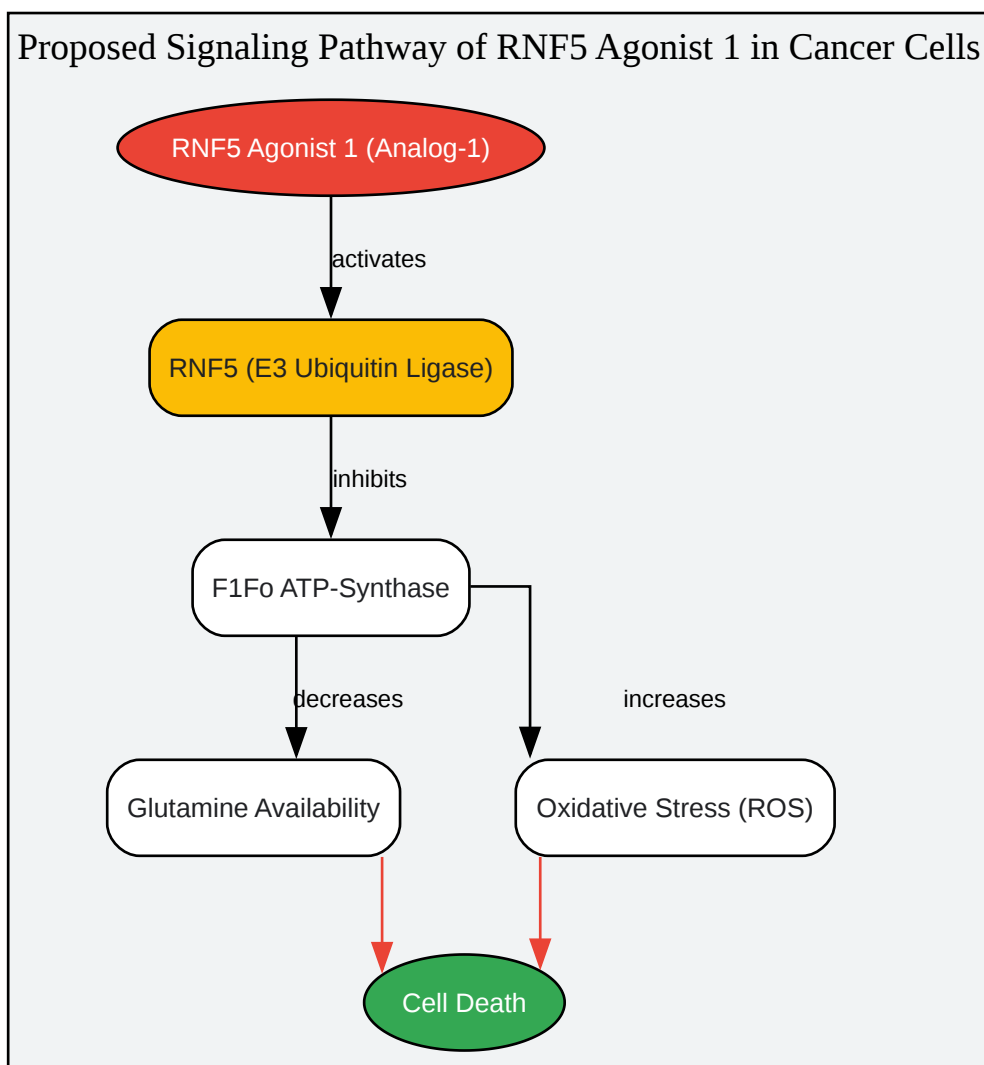 Proposed Signaling Pathway of RNF5 Agonist 1 in Cancer Cells
RNF5 Agonist 1 (Analog-1)
activates
RNF5 (E3 Ubiquitin Ligase)
inhibits
F1Fo ATP-Synthase
decreases
increases
Glutamine Availability
Oxidative Stress (ROS)
Cell Death